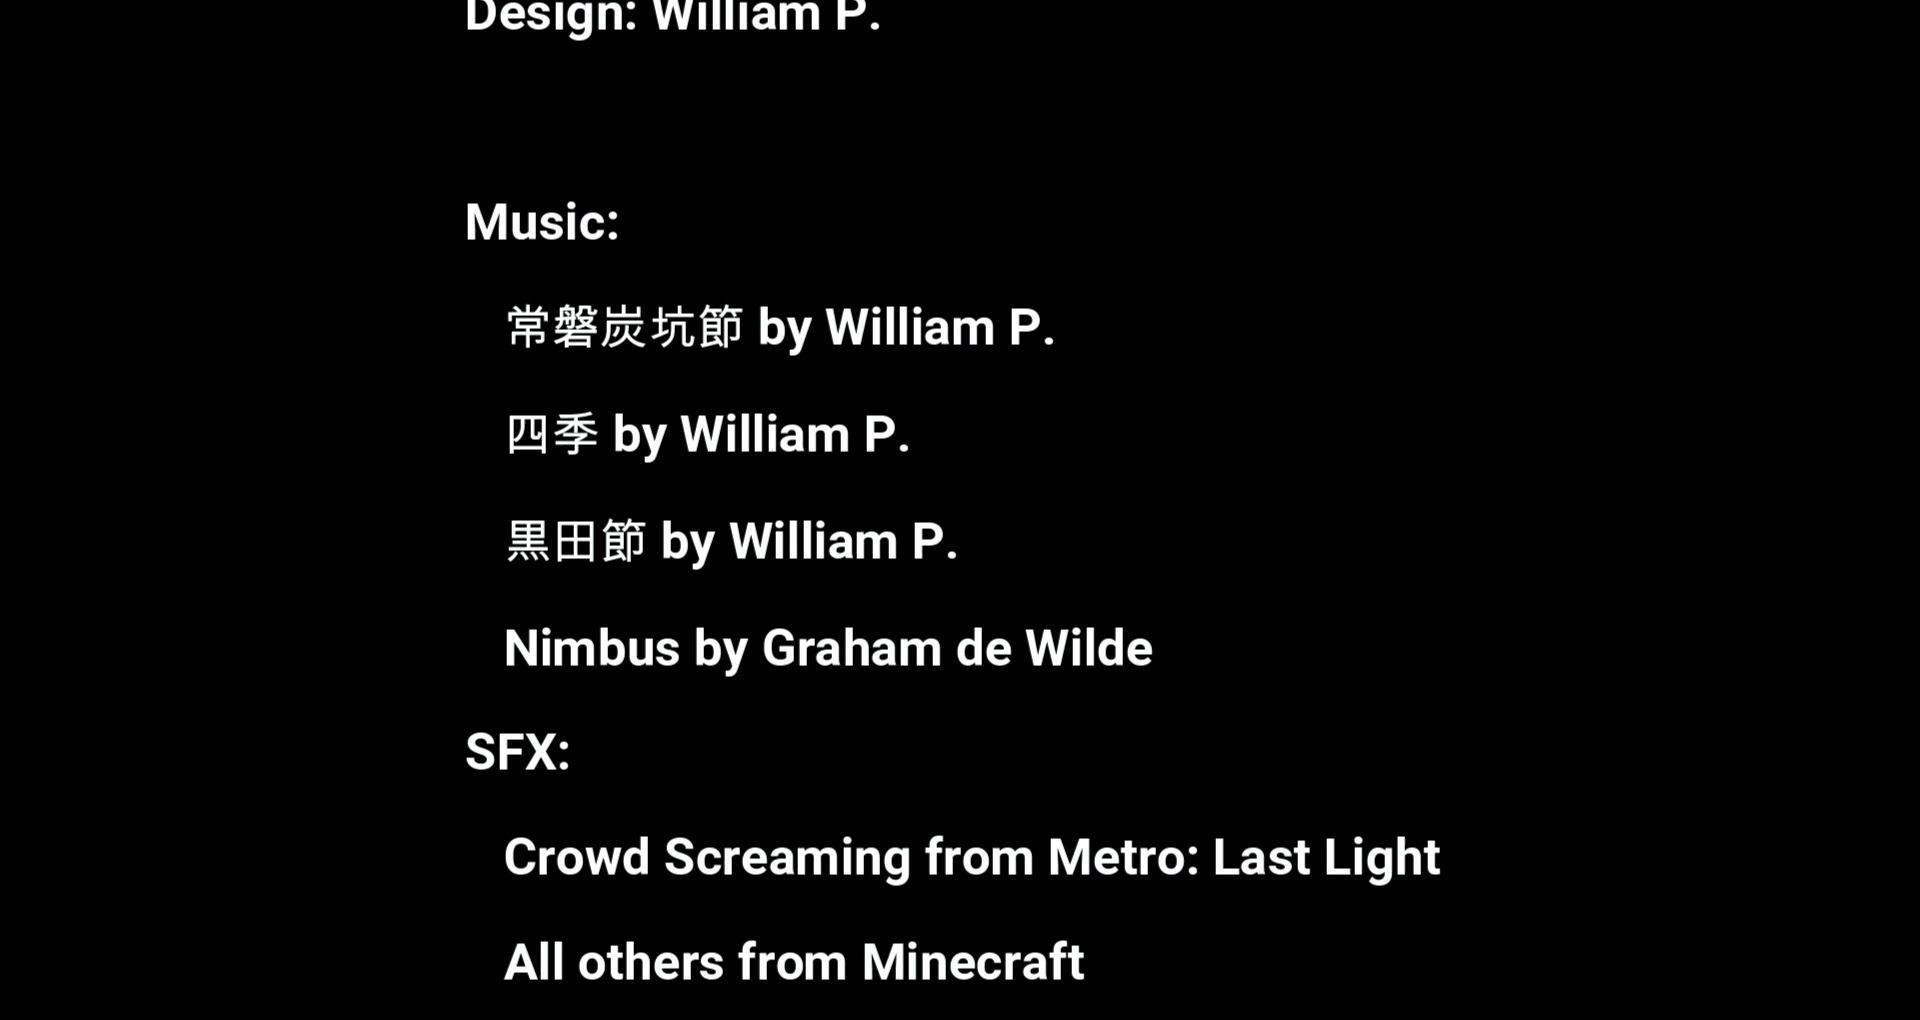 Design: William P.
Music:
常磐炭坑節 by William P.
四季 by William P.
黒田節 by William P.
Nimbus by Graham de Wilde
SFX:
Crowd Screaming from Metro: Last Light
All others from Minecraft